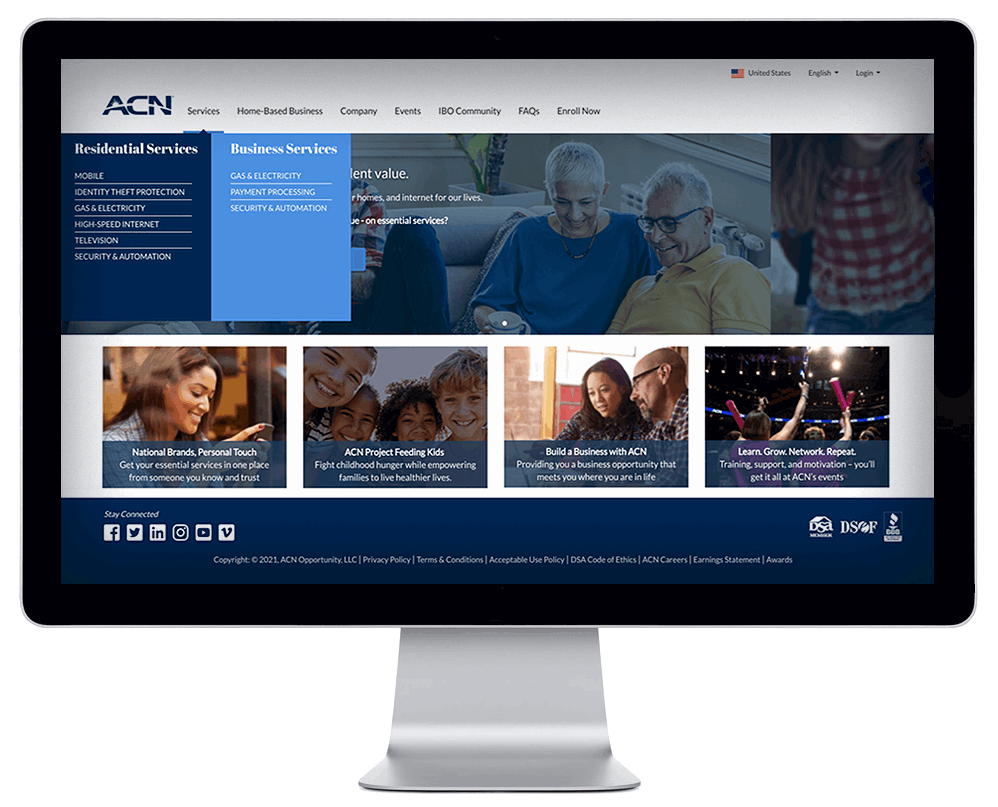 United States English Login
ACN Services Home-Based Business Company Events IBO Community FAQs Enroll Now
Residential Services
MOBILE
IDENTITY THEFT PROTECTION
GAS & ELECTRICITY
HIGH-SPEED INTERNET
TELEVISION
SECURITY & AUTOMATION
Business Services
GAS & ELECTRICITY
PAYMENT PROCESSING
SECURITY & AUTOMATION
lent value.
r homes, and internet for our lives.
ue - on essential services?
National Brands, Personal Touch
Get your essential services in one place
from someone you know and trust
ACN Project Feeding Kids
Fight childhood hunger while empowering
families to live healthier lives.
Build a Business with ACN
Providing you a business opportunity that
meets you where you are in life
Learn. Grow. Network. Repeat.
Training, support, and motivation – you'll
get it all at ACN's events
Stay Connected
DSA
MEMBER
DSEF
BBB
Copyright: © 2021, ACN Opportunity, LLC | Privacy Policy | Terms & Conditions | Acceptable Use Policy | DSA Code of Ethics | ACN Careers | Earnings Statement | Awards